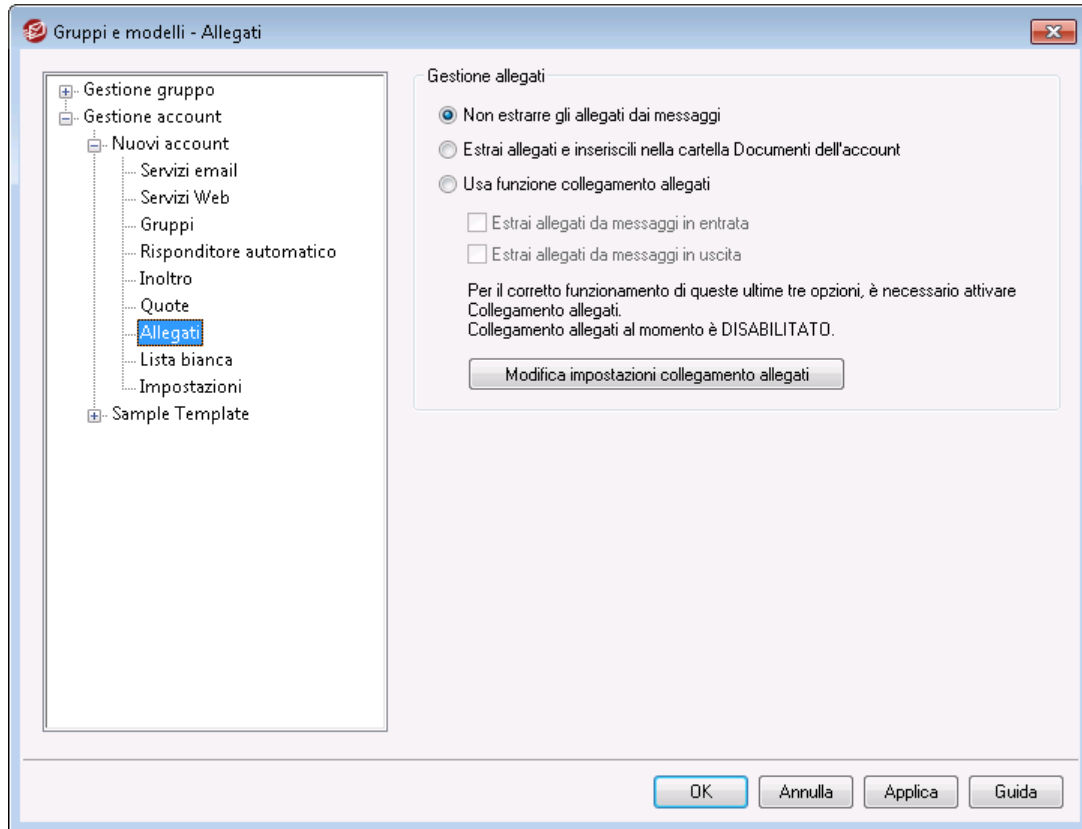 Gruppi e modelli - Allegati
Gestione gruppo
Gestione account
Nuovi account
Servizi email
Servizi Web
Gruppi
Risponditore automatico
Inoltro
Quote
Allegati
Lista bianca
Impostazioni
Sample Template
Gestione allegati
Non estrarre gli allegati dai messaggi
Estrai allegati e inseriscili nella cartella Documenti dell'account
Usa funzione collegamento allegati
Estrai allegati da messaggi in entrata
Estrai allegati da messaggi in uscita
Per il corretto funzionamento di queste ultime tre opzioni, è necessario attivare
Collegamento allegati.
Collegamento allegati al momento è DISABILITATO.
Modifica impostazioni collegamento allegati
OK
Annulla
Applica
Guida